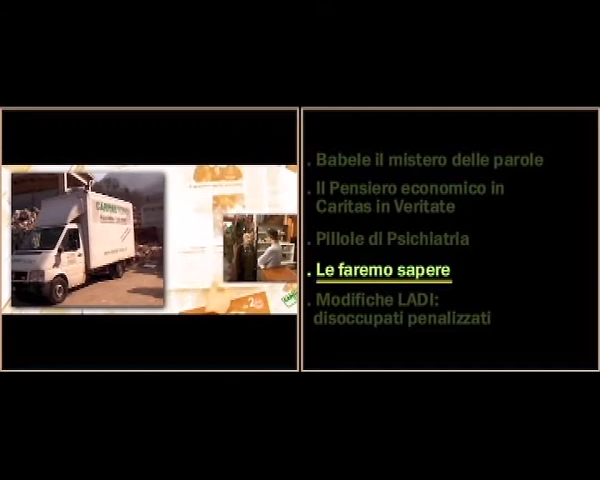 CARITAS
. Babele il mistero delle parole
. Il Pensiero economico in
Caritas in Veritate
. Pillole di Psichiatria
. Le faremo sapere
. Modifiche LADI:
disoccupati penalizzati